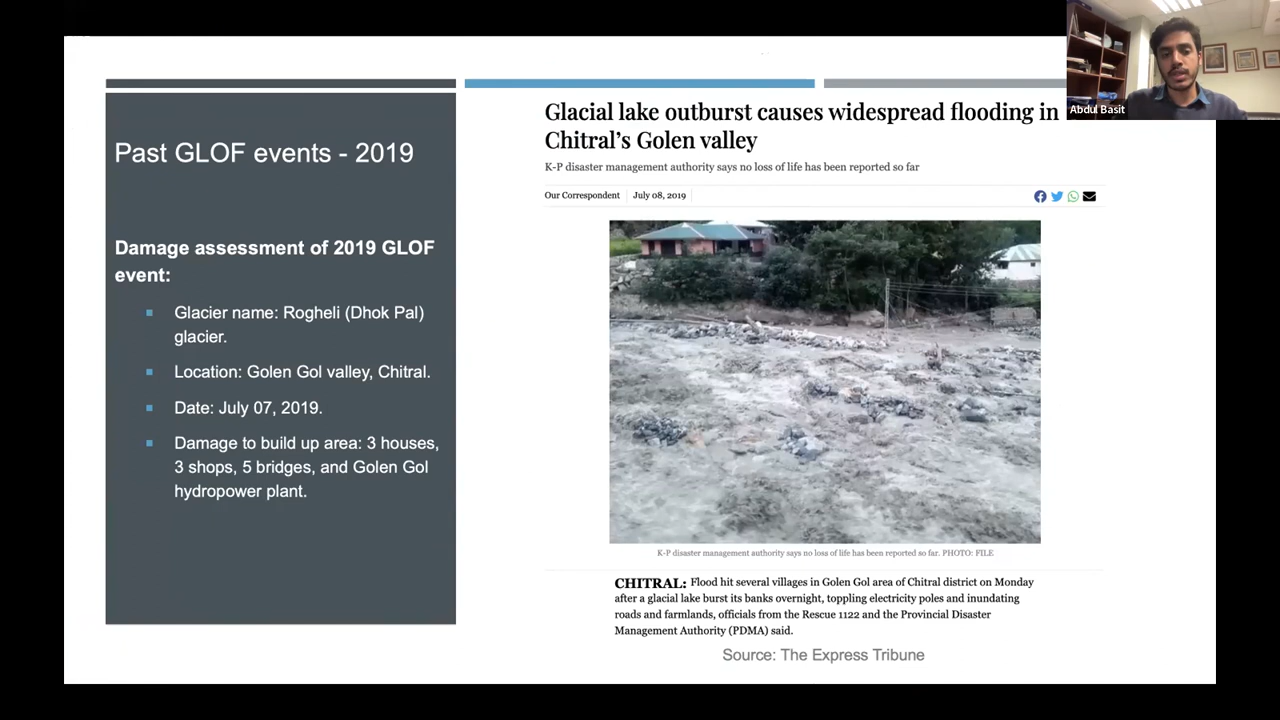 Past GLOF events - 2019
Damage assessment of 2019 GLOF
event:
Glacier name: Rogheli (Dhok Pal)
glacier.
Location: Golen Gol valley, Chitral.
Date: July 07, 2019.
Damage to build up area: 3 houses,
3 shops, 5 bridges, and Golen Gol
hydropower plant.
Glacial lake outburst causes widespread flooding in
Chitral's Golen valley
K-P disaster management authority says no loss of life has been reported so far
Our Correspondent July 08, 2019
K-P disaster management authority says no loss of life has been reported so far. PHOTO: FILE
CHITRAL: Flood hit several villages in Golen Gol area of Chitral district on Monday
after a glacial lake burst its banks overnight, toppling electricity poles and inundating
roads and farmlands, officials from the Rescue 1122 and the Provincial Disaster
Management Authority (PDMA) said.
Source: The Express Tribune
Abdul Basit